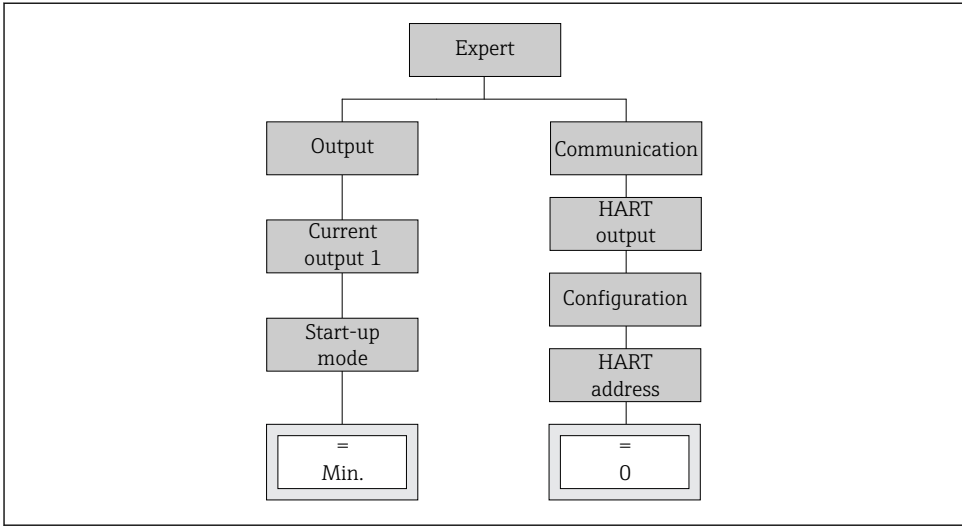 Expert
Output
Current
output 1
Start-up
mode
=
Min.
Communication
HART
output
Configuration
HART
address
=
0